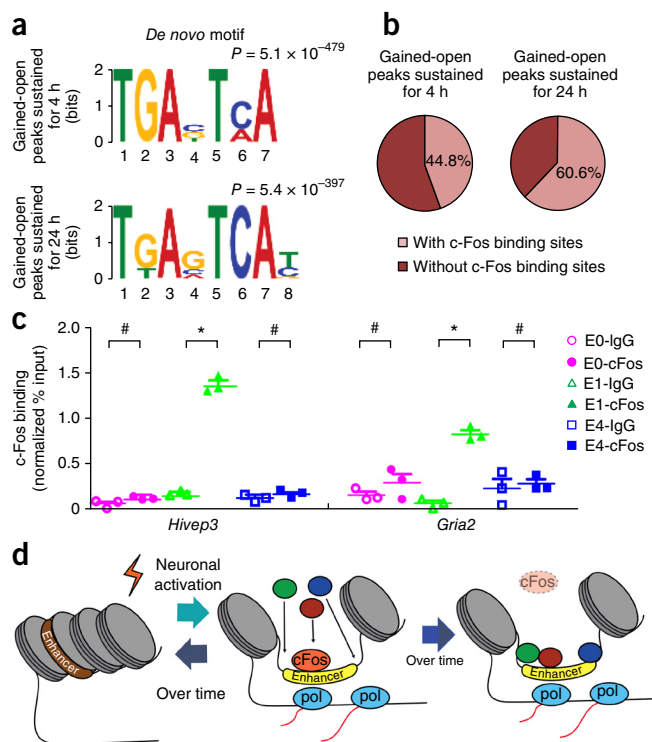 a
De novo motif
P = 5.1 × 10⁻⁴⁷⁹
Gained-open
peaks sustained
for 4 h
(bits)
2
1
0
TGACGTTCAA
1 2 3 4 5 6 7
P = 5.4 × 10⁻³⁹⁷
Gained-open
peaks sustained
for 24 h
(bits)
2
1
0
TGTAGCATCATC
1 2 3 4 5 6 7 8
b
Gained-open
peaks sustained
for 4 h
44.8%
Gained-open
peaks sustained
for 24 h
60.6%
With c-Fos binding sites
Without c-Fos binding sites
c
c-Fos binding
(normalized % input)
2.0
1.5
1.0
0.5
0
# * # # * #
Hivep3
Gria2
E0-IgG
E0-cFos
E1-IgG
E1-cFos
E4-IgG
E4-cFos
d
Neuronal
activation
Enhancer
Over time
cFos
Enhancer
pol
pol
Over time
cFos
Enhancer
pol
pol